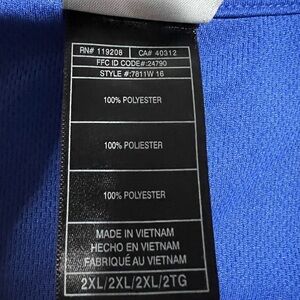 RN# 119208 CA# 40312
FFC ID CODE#:24790
STYLE #:7811W 16
100% POLYESTER
100% POLIESTER
100% POLYESTER
MADE IN VIETNAM
HECHO EN VIETNAM
FABRIQUÉ AU VIETNAM
2XL/2XL/2XL/2TG